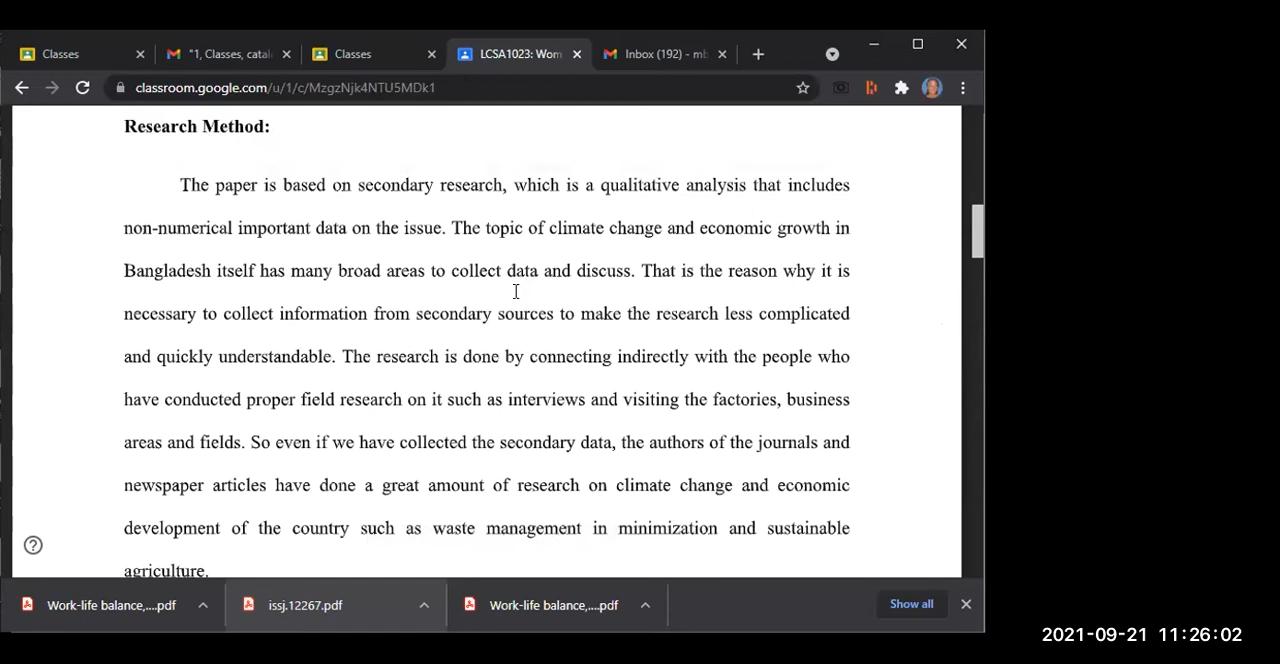 Classes
"1, Classes, catal
Classes
LCSA1023: Wom
Inbox (192) - mb
classroom.google.com/u/1/c/MzgzNjk4NTU5MDk1
Research Method:
The paper is based on secondary research, which is a qualitative analysis that includes
non-numerical important data on the issue. The topic of climate change and economic growth in
Bangladesh itself has many broad areas to collect data and discuss. That is the reason why it is
necessary to collect information from secondary sources to make the research less complicated
and quickly understandable. The research is done by connecting indirectly with the people who
have conducted proper field research on it such as interviews and visiting the factories, business
areas and fields. So even if we have collected the secondary data, the authors of the journals and
newspaper articles have done a great amount of research on climate change and economic
development of the country such as waste management in minimization and sustainable
agriculture.
Work-life balance,....pdf
issj.12267.pdf
Work-life balance,....pdf
Show all
2021-09-21 11:26:02